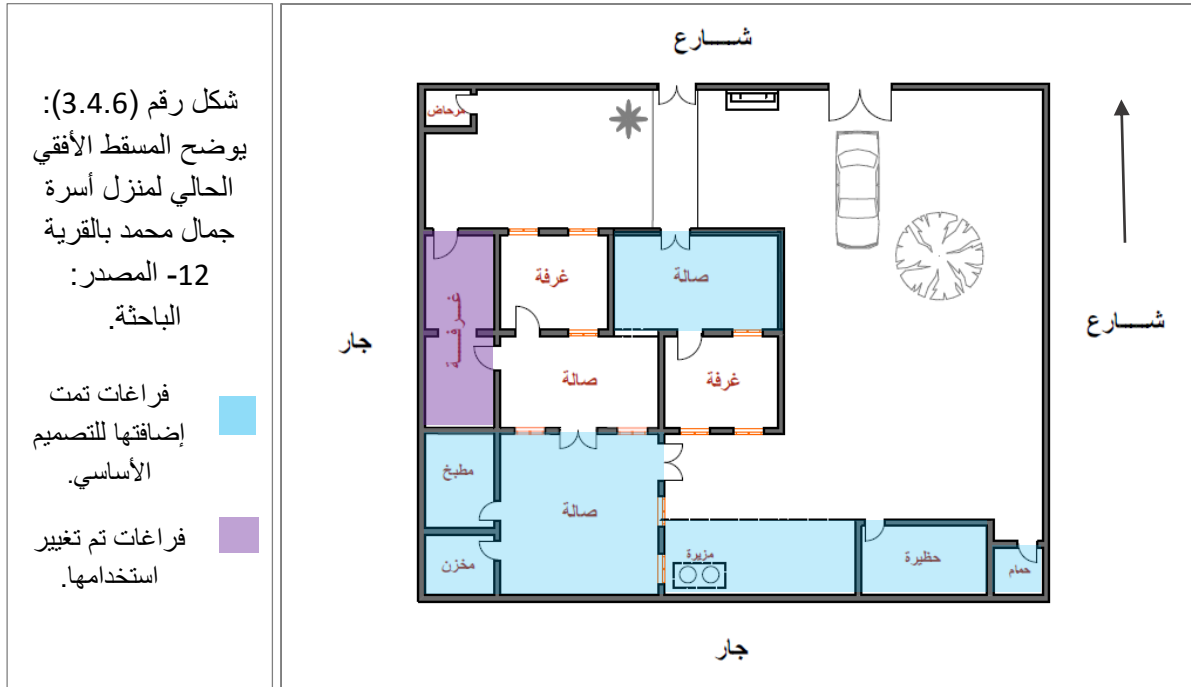 شكل رقم (3.4.6):
يوضح المسقط الأفقي
الحالي لمنزل أسرة
جمال محمد بالقرية
12- المصدر:
الباحثة.
فراغات تمت
إضافتها للتصميم
الأساسي.
فراغات تم تغيير
استخدامها.
شـــــارع
مرحاض
غرفة
صالة
غـرفـــة
جار
شـــــارع
صالة
غرفة
مطبخ
صالة
مخزن
مزيرة
حظيرة
حمام
جار